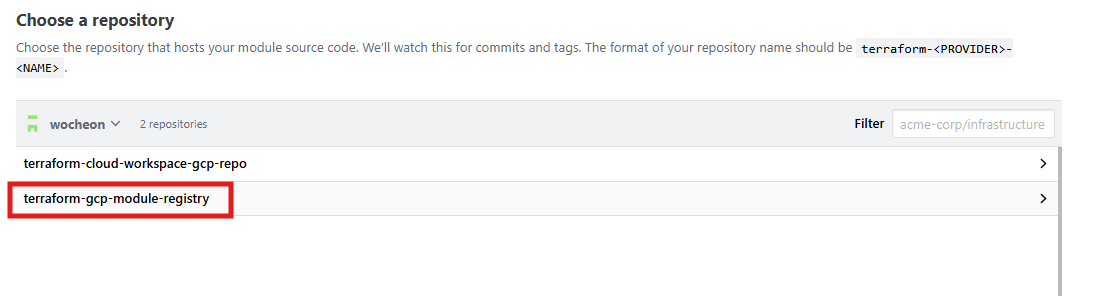 Choose a repository
Choose the repository that hosts your module source code. We'll watch this for commits and tags. The format of your repository name should be terraform-<PROVIDER>-
<NAME> .
wocheon 2 repositories Filter acme-corp/infrastructure
terraform-cloud-workspace-gcp-repo
terraform-gcp-module-registry